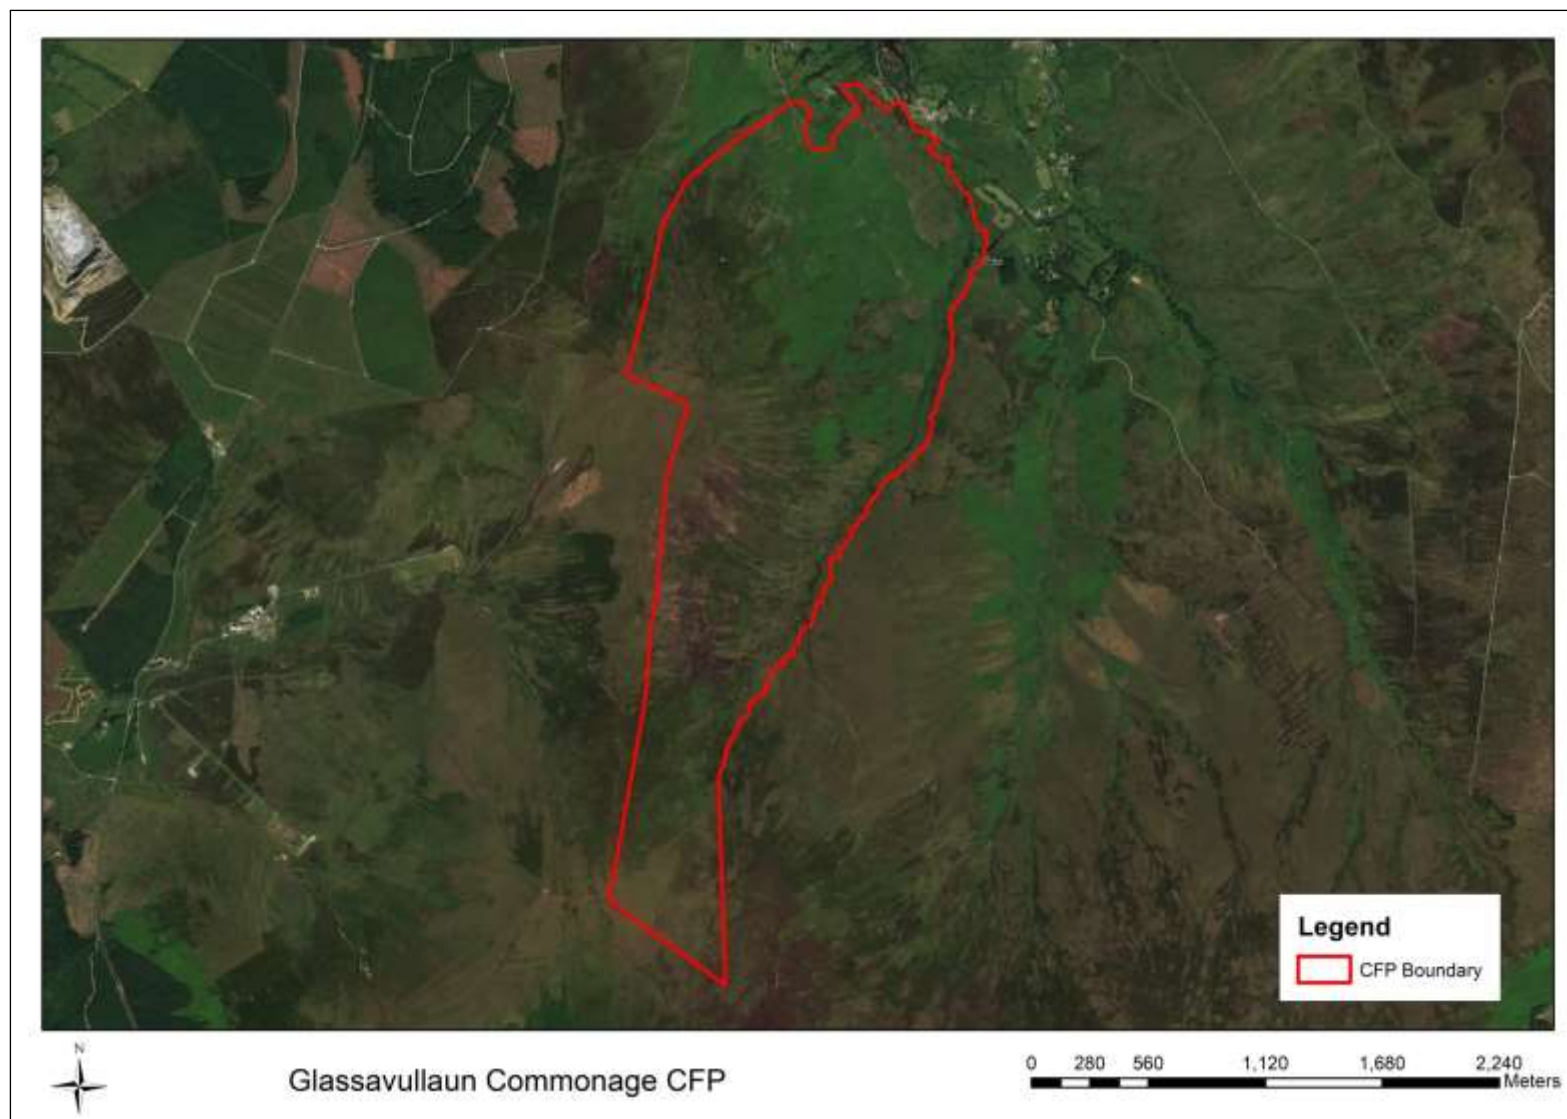 Legend
CFP Boundary
N
Glassavullaun Commonage CFP
0 280 560 1,120 1,680 2,240
Meters